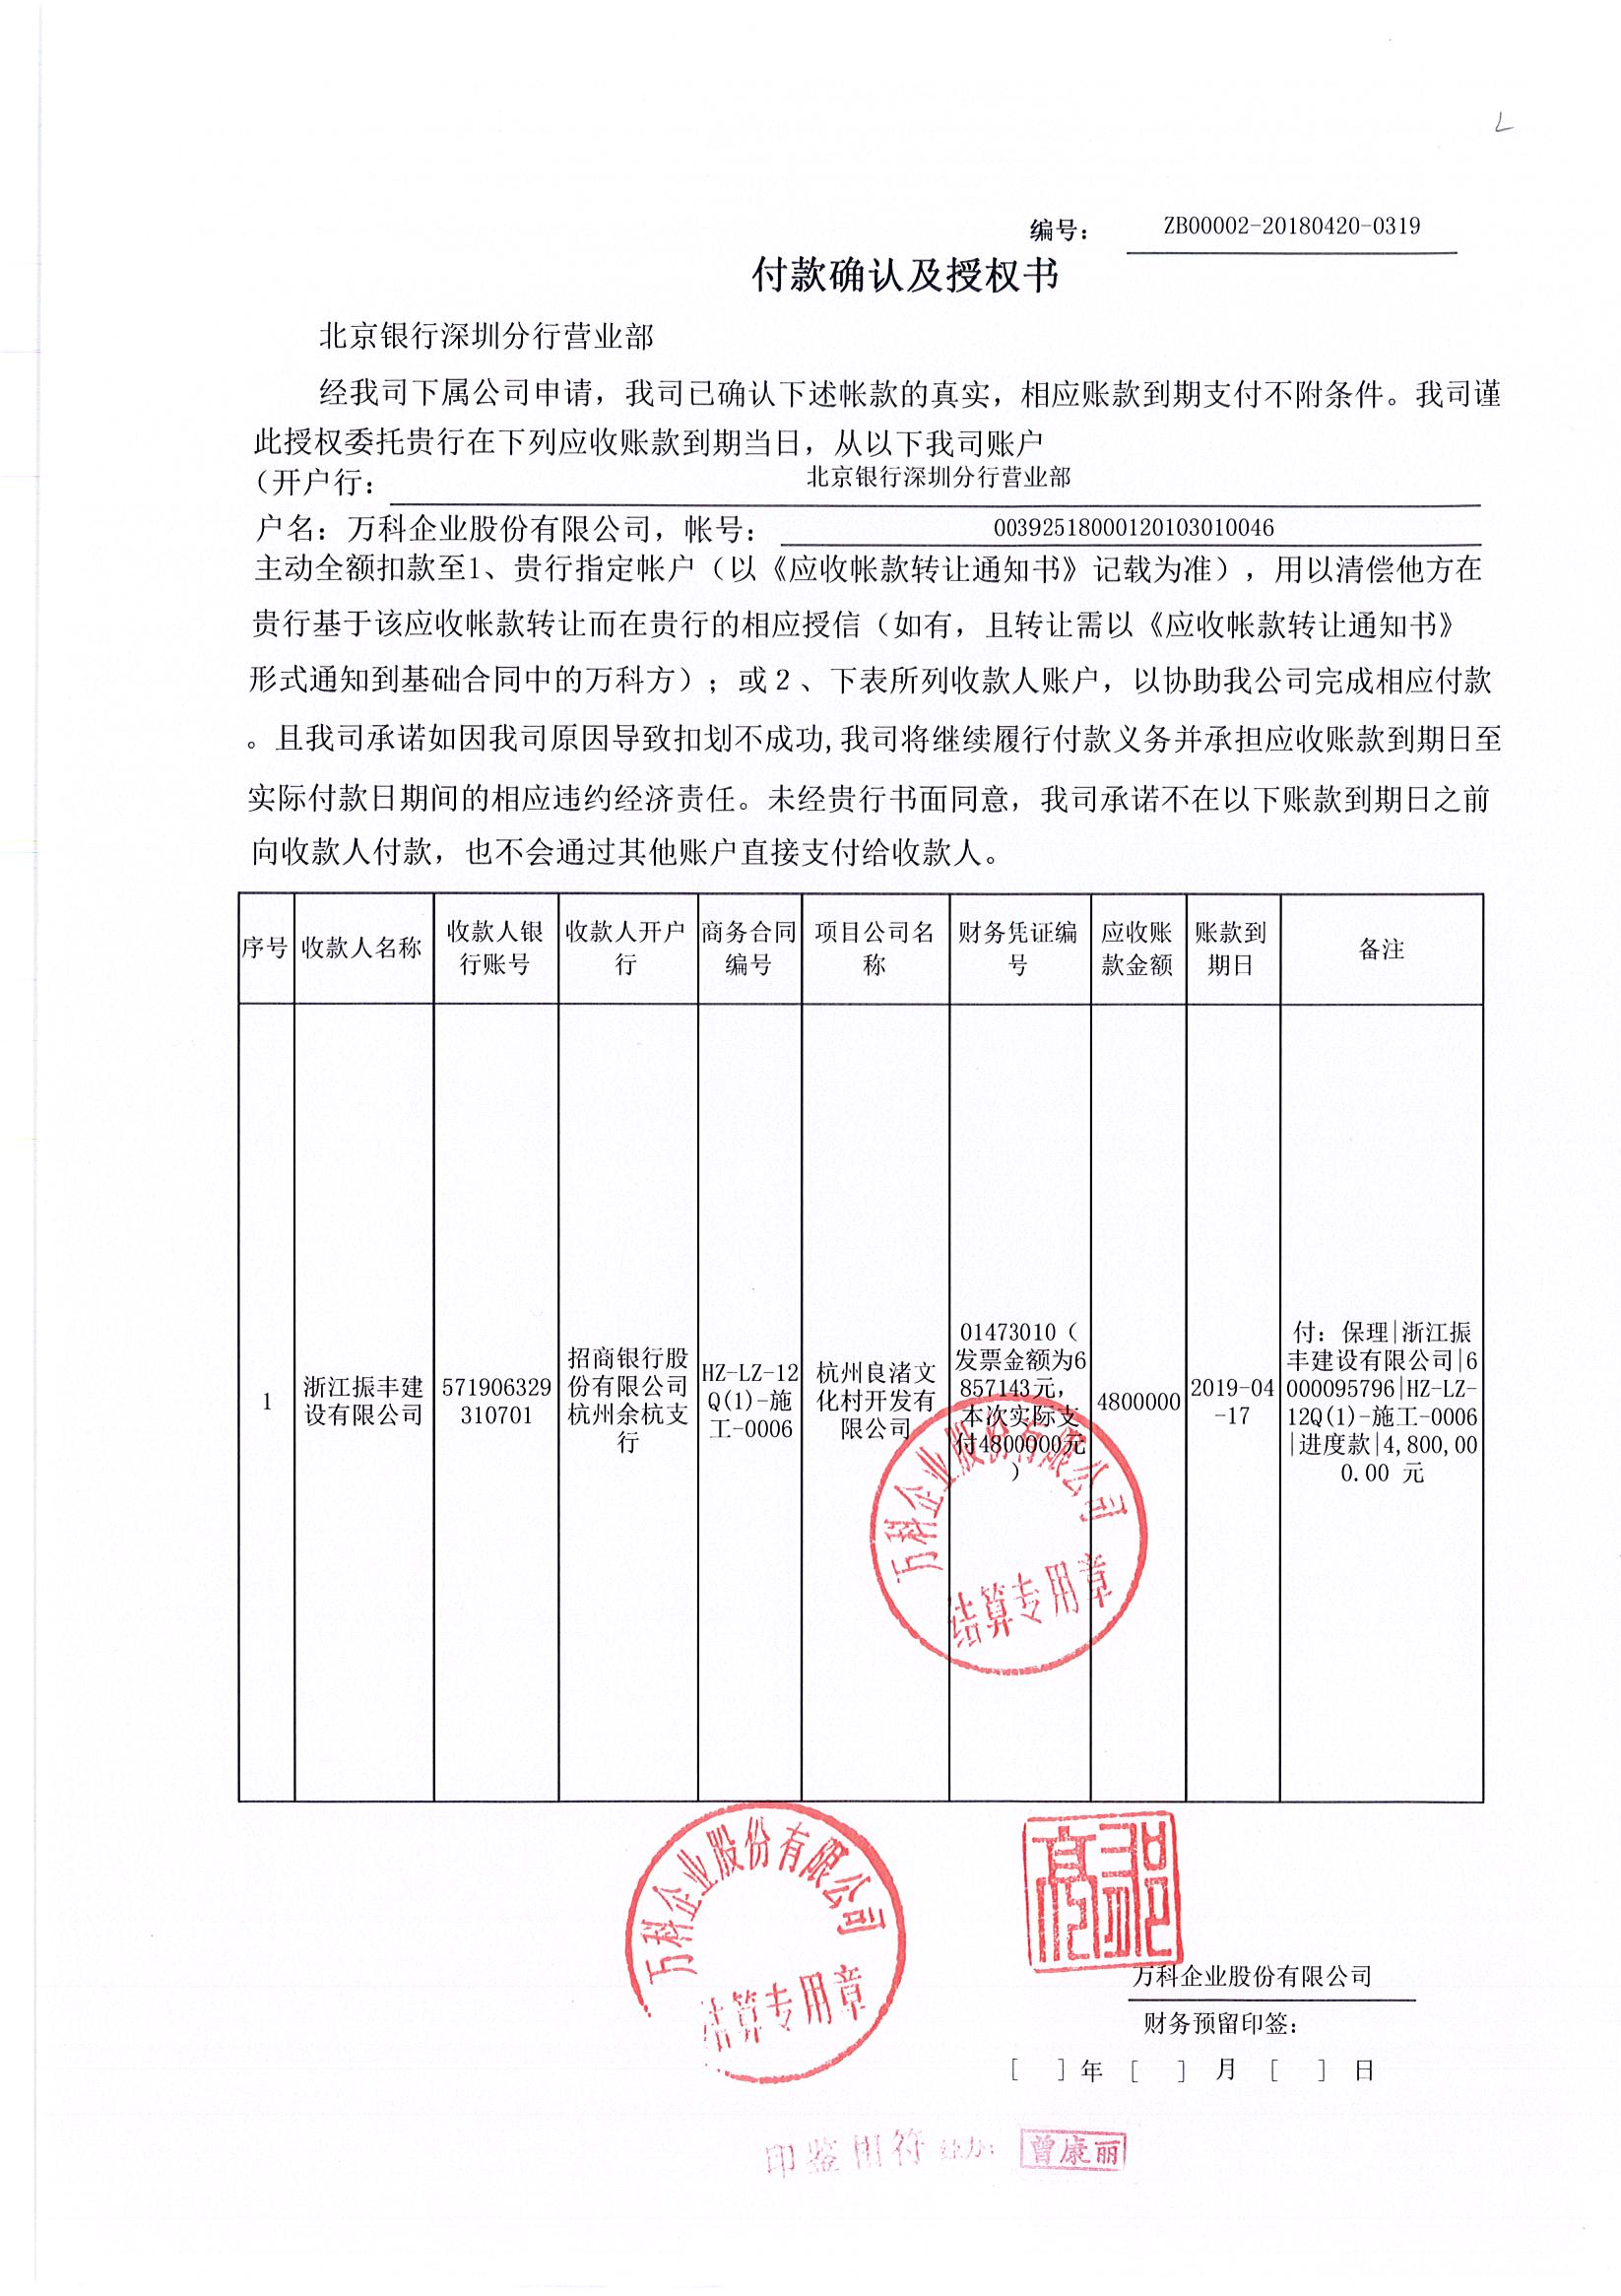 编号： ZB00002-20180420-0319
付款确认及授权书
北京银行深圳分行营业部
经我司下属公司申请，我司已确认下述帐款的真实，相应账款到期支付不附条件。我司谨
此授权委托贵行在下列应收账款到期当日，从以下我司账户
（开户行： 北京银行深圳分行营业部
户名：万科企业股份有限公司，帐号： 00392518000120103010046
主动全额扣款至1、贵行指定帐户（以《应收帐款转让通知书》记载为准），用以清偿他方在
贵行基于该应收帐款转让而在贵行的相应授信（如有，且转让需以《应收帐款转让通知书》
形式通知到基础合同中的万科方）；或２、下表所列收款人账户，以协助我公司完成相应付款
。且我司承诺如因我司原因导致扣划不成功,我司将继续履行付款义务并承担应收账款到期日至
实际付款日期间的相应违约经济责任。未经贵行书面同意，我司承诺不在以下账款到期日之前
向收款人付款，也不会通过其他账户直接支付给收款人。
序号
收款人名称
收款人银
行账号
收款人开户
行
商务合同
编号
项目公司名
称
财务凭证编
号
应收账
款金额
账款到
期日
备注
1
浙江振丰建
设有限公司
571906329
310701
招商银行股
份有限公司
杭州余杭支
行
HZ-LZ-12
Q(1)-施
工-0006
杭州良渚文
化村开发有
限公司
01473010（
发票金额为6
857143元，
本次实际支
付4800000元
）
4800000
2019-04
-17
付：保理|浙江振
丰建设有限公司|6
000095796|HZ-LZ-
12Q(1)-施工-0006
|进度款|4,800,00
0.00 元
万科企业股份有限公司
结算专用章
万科企业股份有限公司
结算专用章
万科企业股份有限公司
财务预留印签：
[ ] 年 [ ] 月 [ ] 日
印鉴相符 经办： 曾康丽